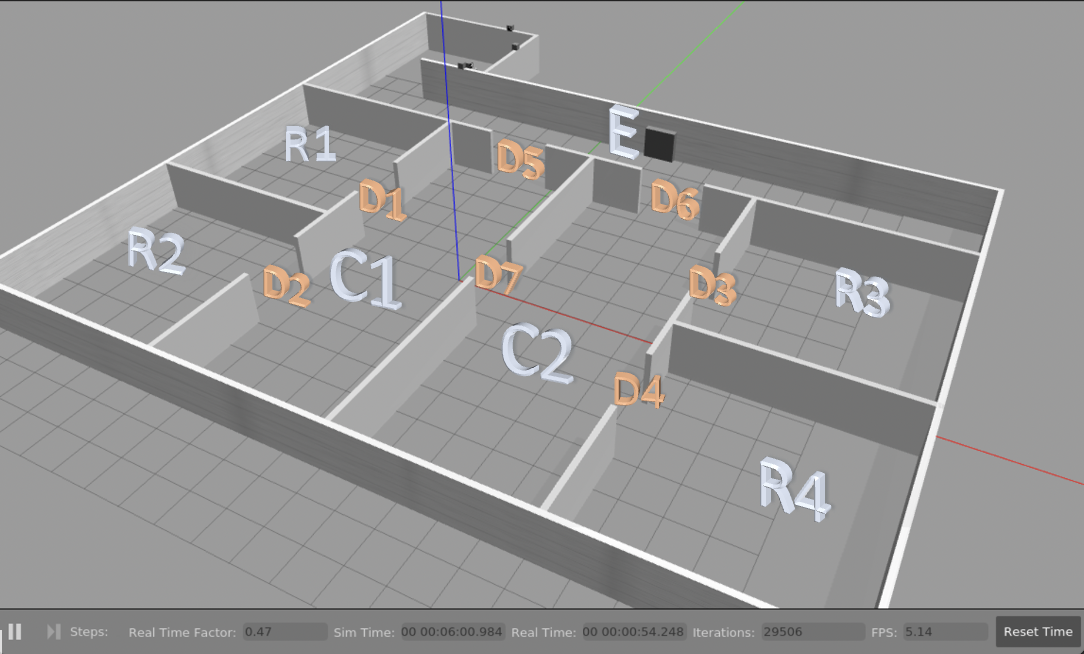 E
R1
D5
D1
D6
R2
C1
D2
D7
D3
R3
C2
D4
R4
Steps: Real Time Factor: 0.47 Sim Time: 00 00:06:00.984 Real Time: 00 00:00:54.248 Iterations: 29506 FPS: 5.14 Reset Time